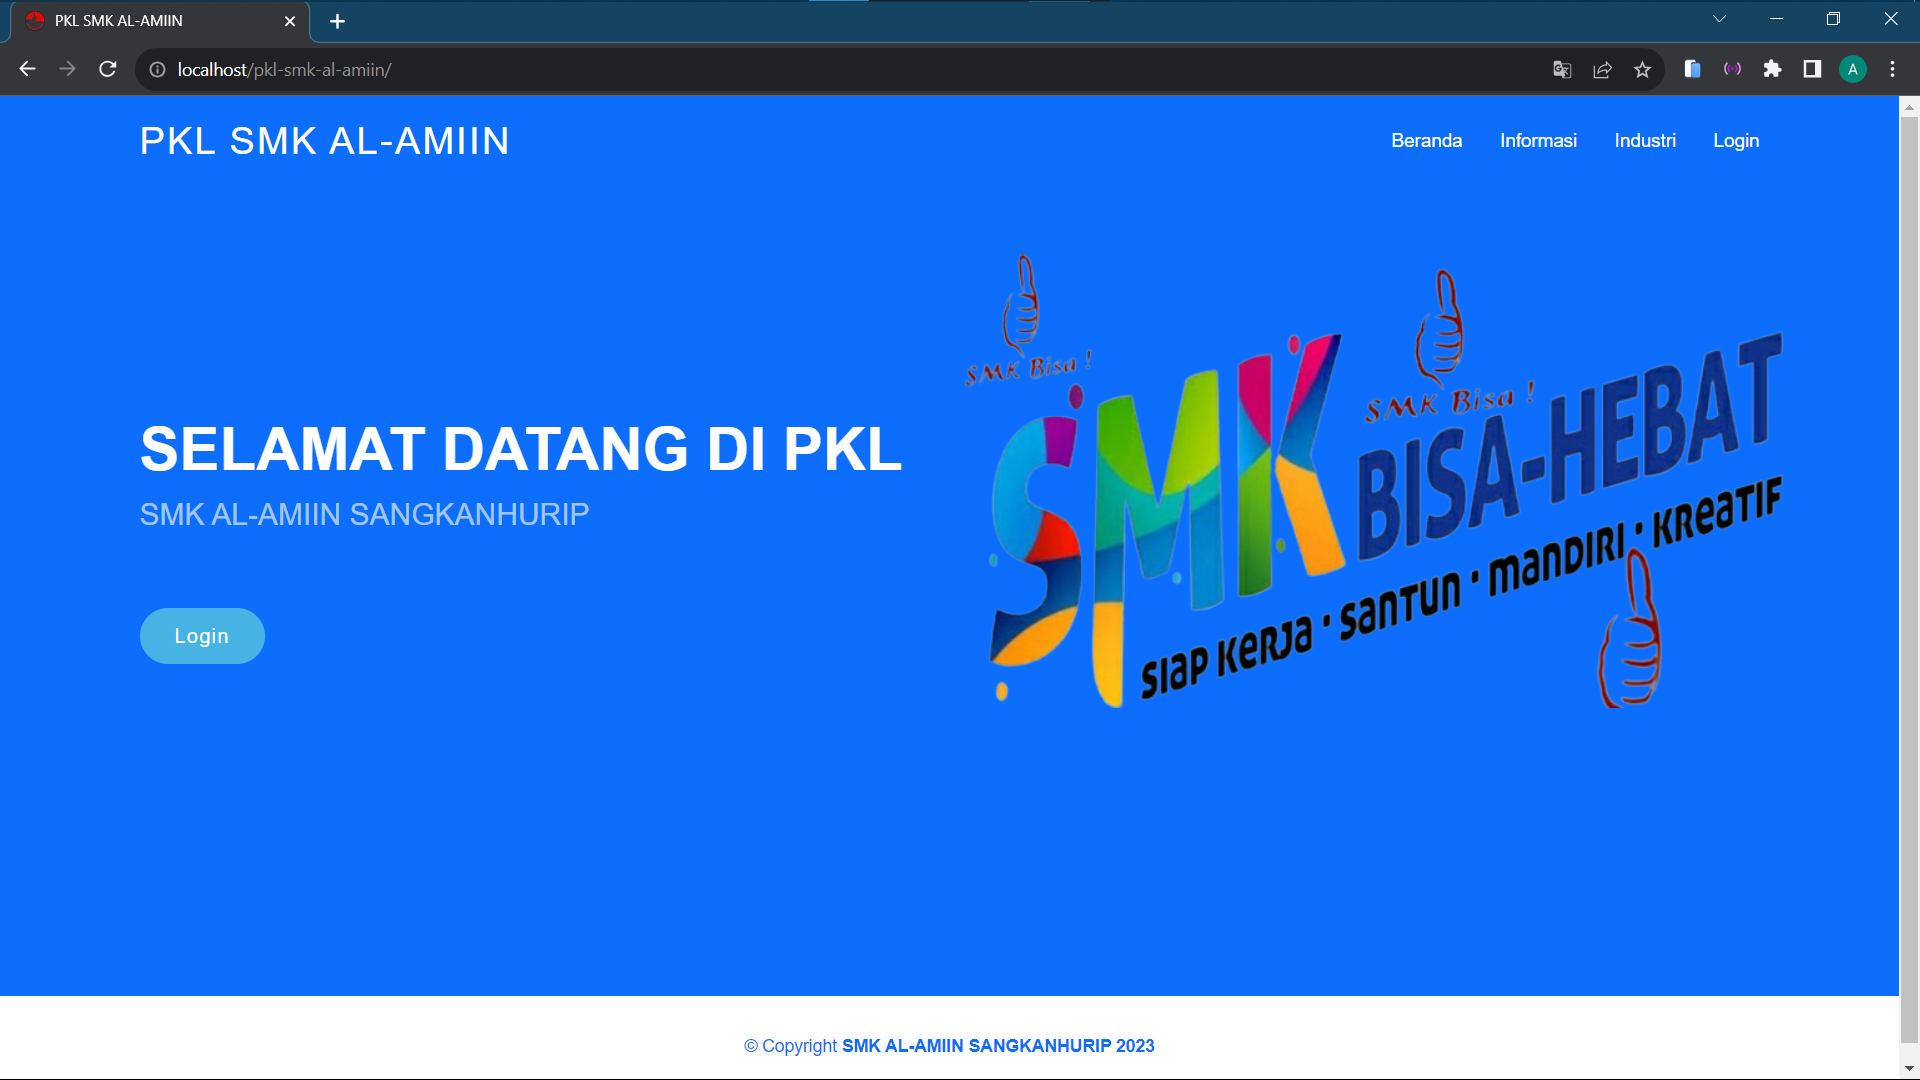 PKL SMK AL-AMIIN
localhost/pkl-smk-al-amiin/
A
PKL SMK AL-AMIIN
Beranda Informasi Industri Login
SMK Bisa !
SMK Bisa !
SMK
BISA-HEBAT
SIAP KERJA · SANTUN · MANDIRI · KREATIF
SELAMAT DATANG DI PKL
SMK AL-AMIIN SANGKANHURIP
Login
© Copyright SMK AL-AMIIN SANGKANHURIP 2023